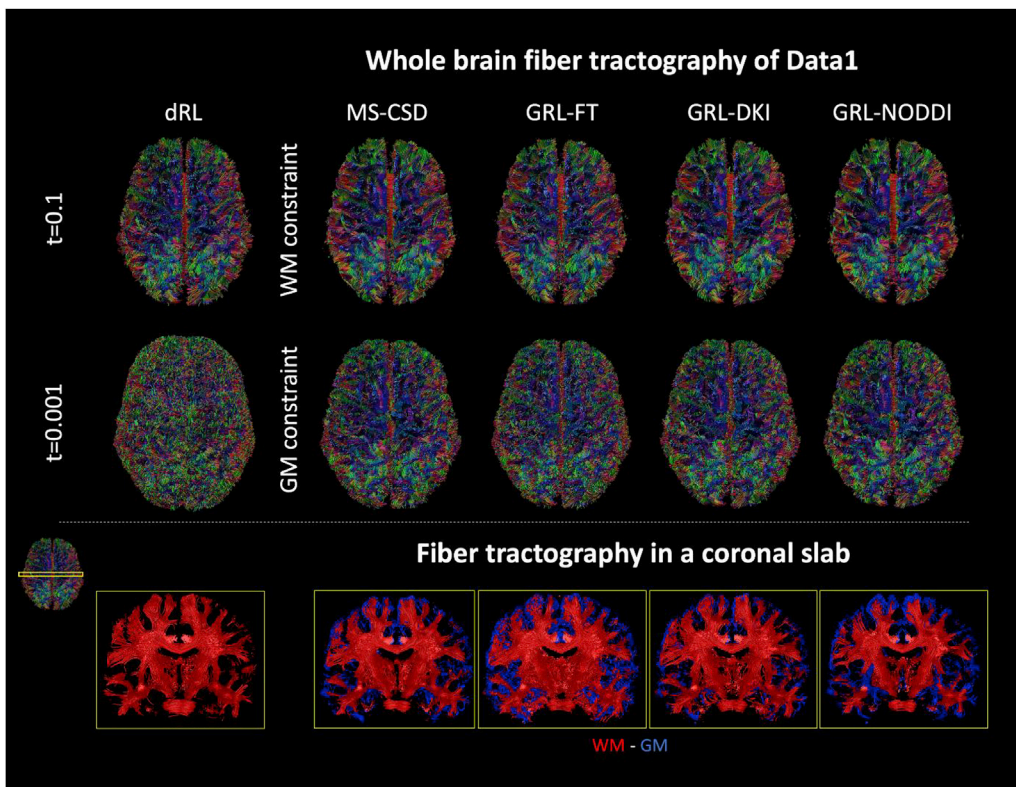 Whole brain fiber tractography of Data1
dRL MS-CSD GRL-FT GRL-DKI GRL-NODDI
t=0.1
WM constraint
t=0.001
GM constraint
Fiber tractography in a coronal slab
WM - GM